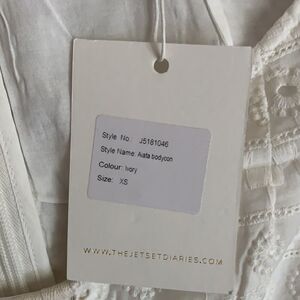 Style No: J5181046
Style Name: Aiata bodycon
Colour: Ivory
Size: XS
WWW.THEJETSETDIARIES.COM